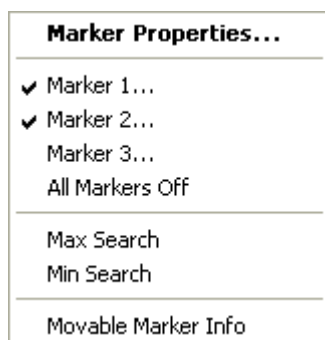 Marker Properties...
Marker 1...
Marker 2...
Marker 3...
All Markers Off
Max Search
Min Search
Movable Marker Info